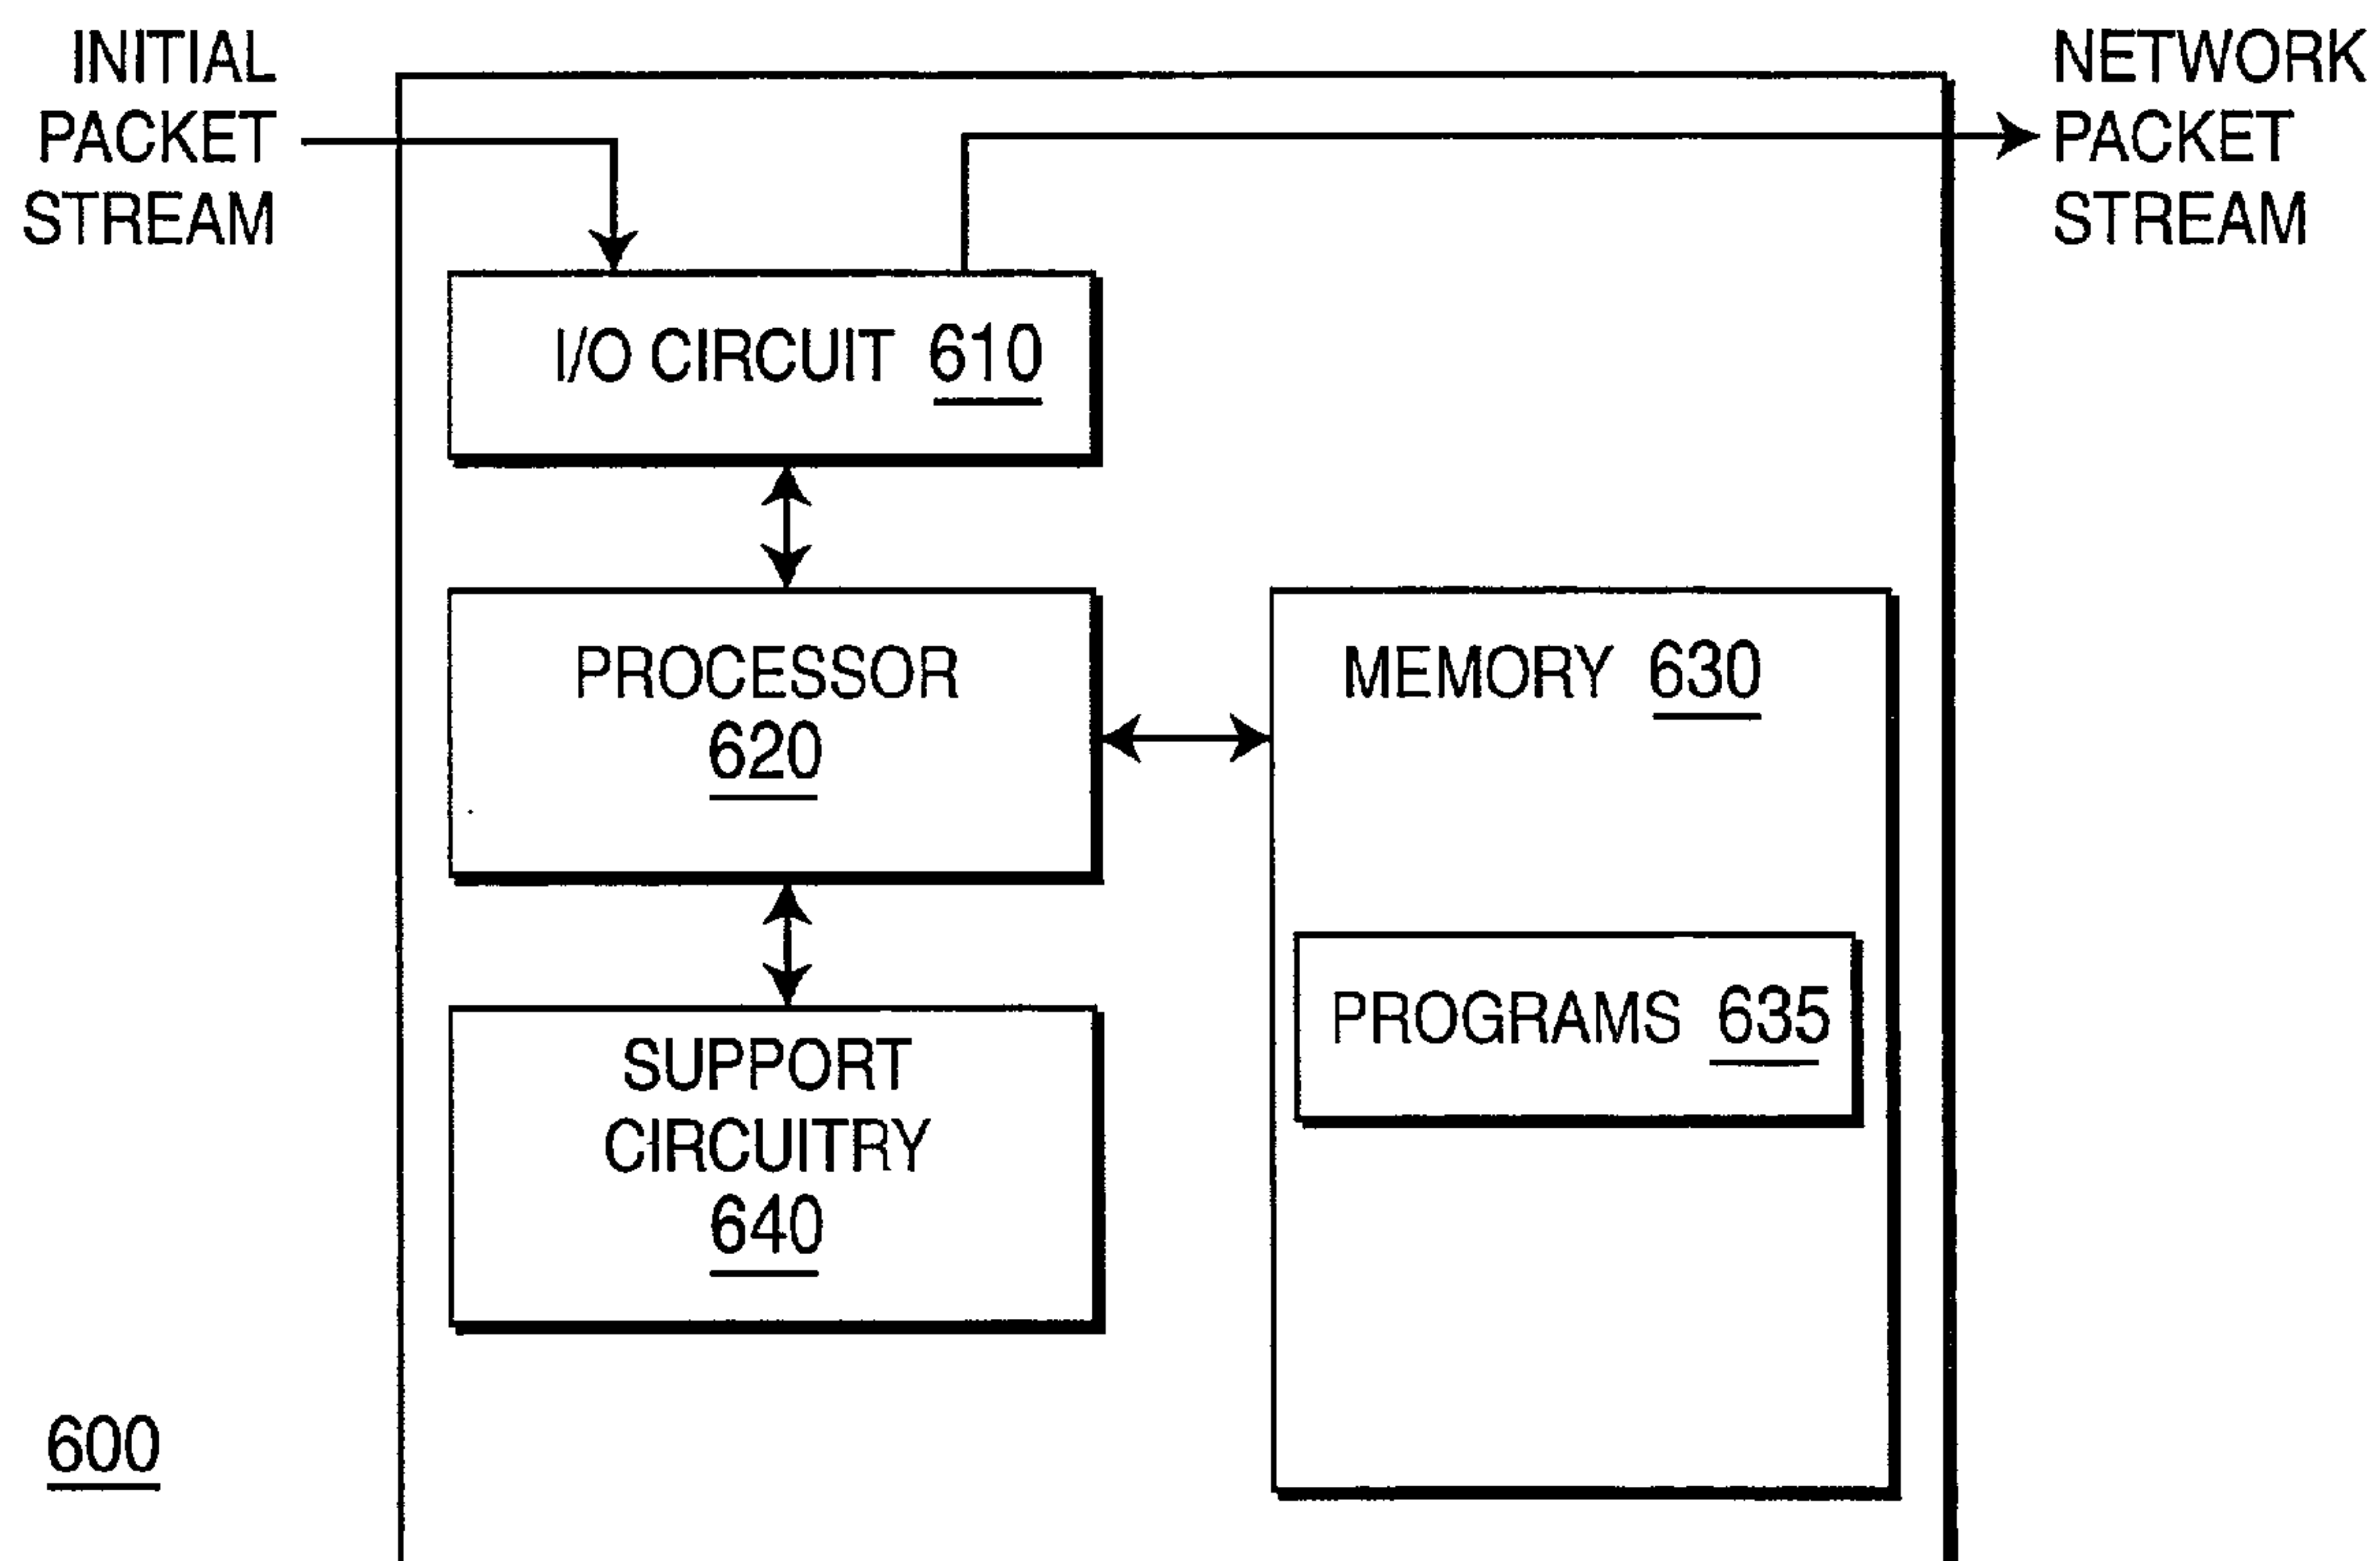 INITIAL
PACKET
STREAM
NETWORK
PACKET
STREAM
I/O CIRCUIT 610
PROCESSOR
620
MEMORY 630
PROGRAMS 635
SUPPORT
CIRCUITRY
640
600